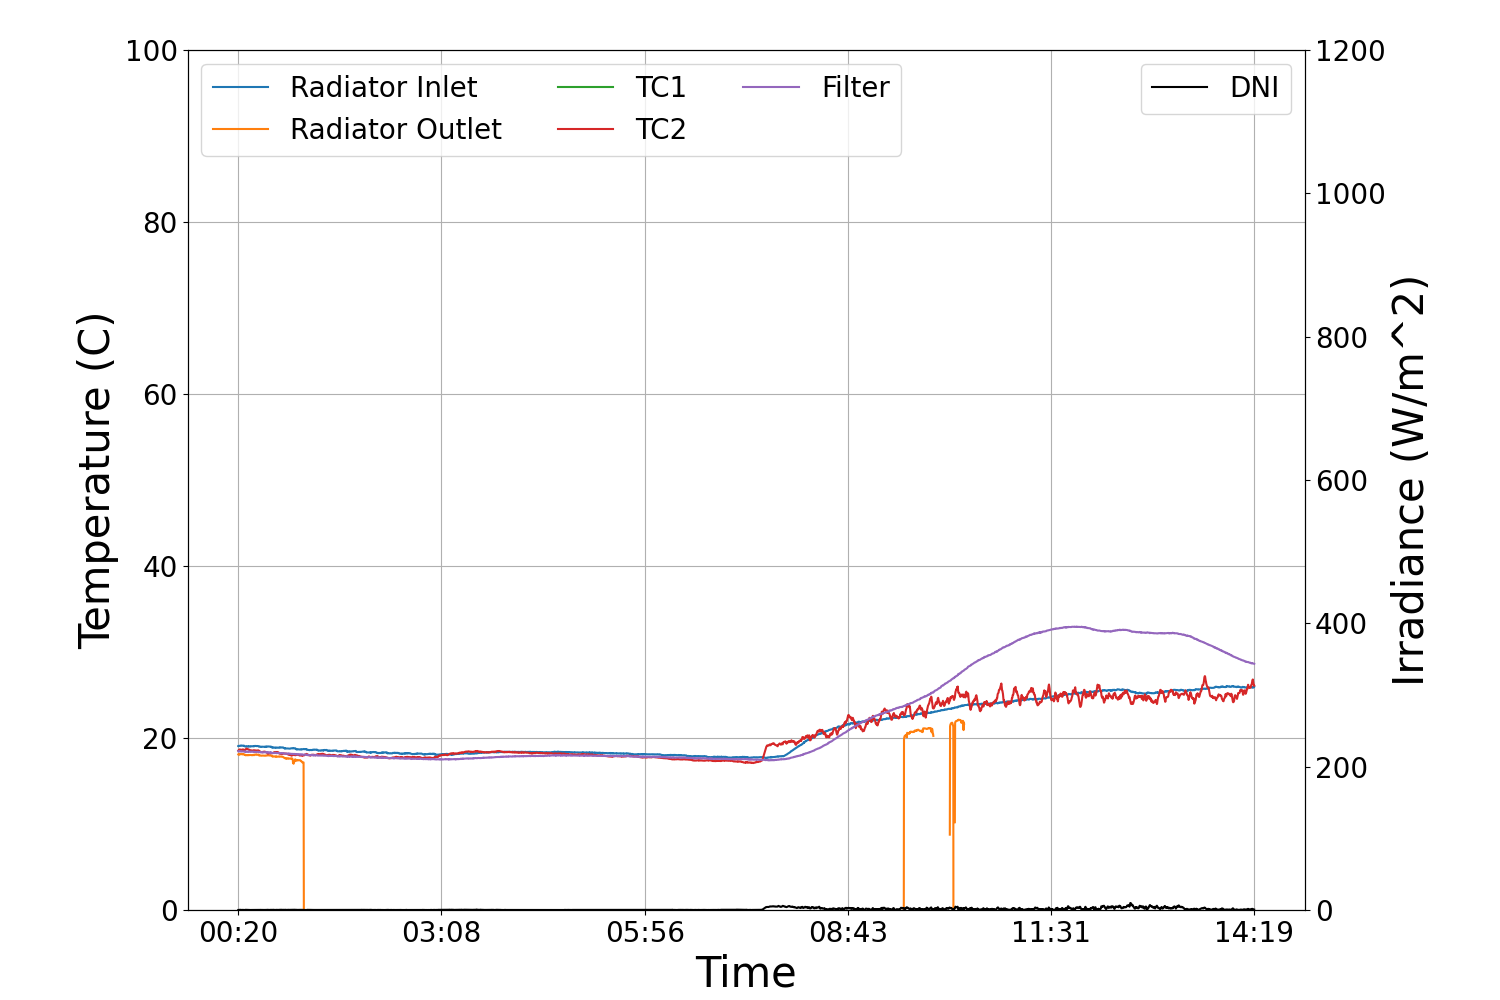 100
80
60
40
20
0
Temperature (C)
Radiator Inlet
Radiator Outlet
TC1
TC2
Filter
DNI
1200
1000
800
600
400
200
0
Irradiance (W/m^2)
00:20 03:08 05:56 08:43 11:31 14:19
Time